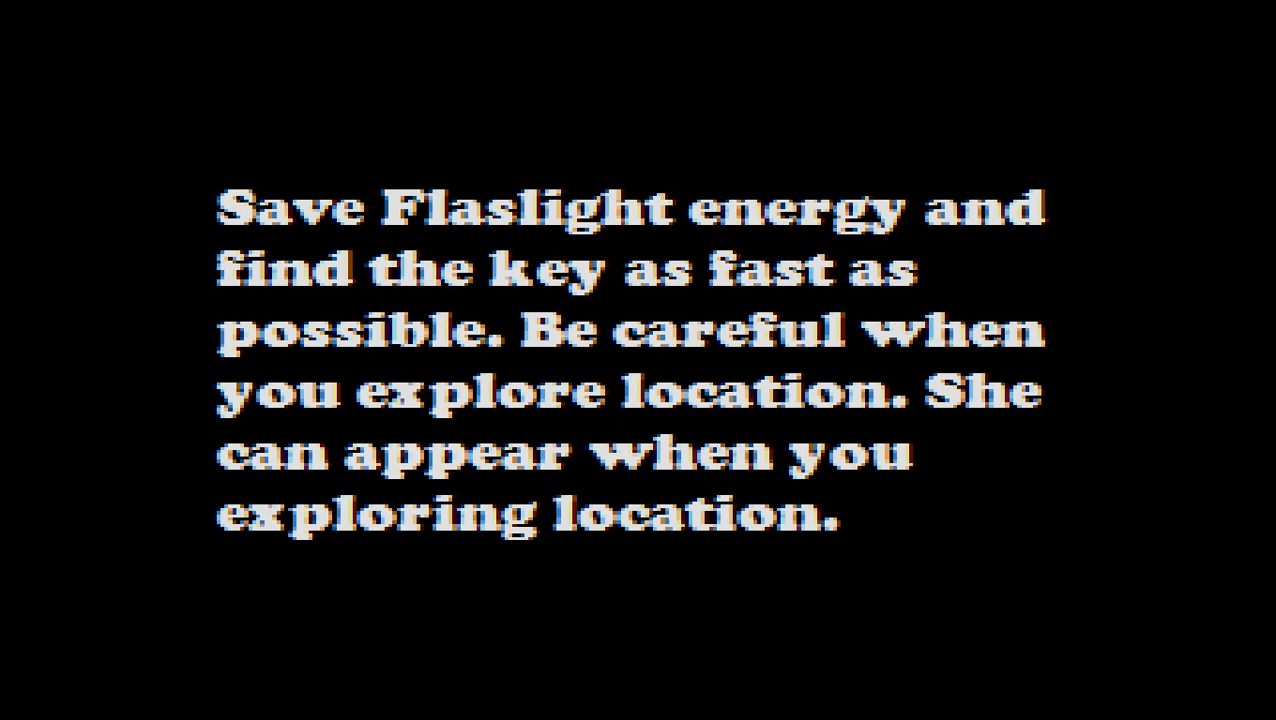 Save Flaslight energy and
find the key as fast as
possible. Be careful when
you explore location. She
can appear when you
exploring location.